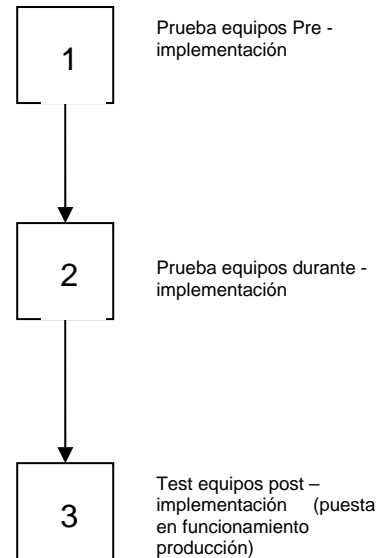 1
Prueba equipos Pre -
implementación
2
Prueba equipos durante -
implementación
3
Test equipos post –
implementación (puesta
en funcionamiento
producción)